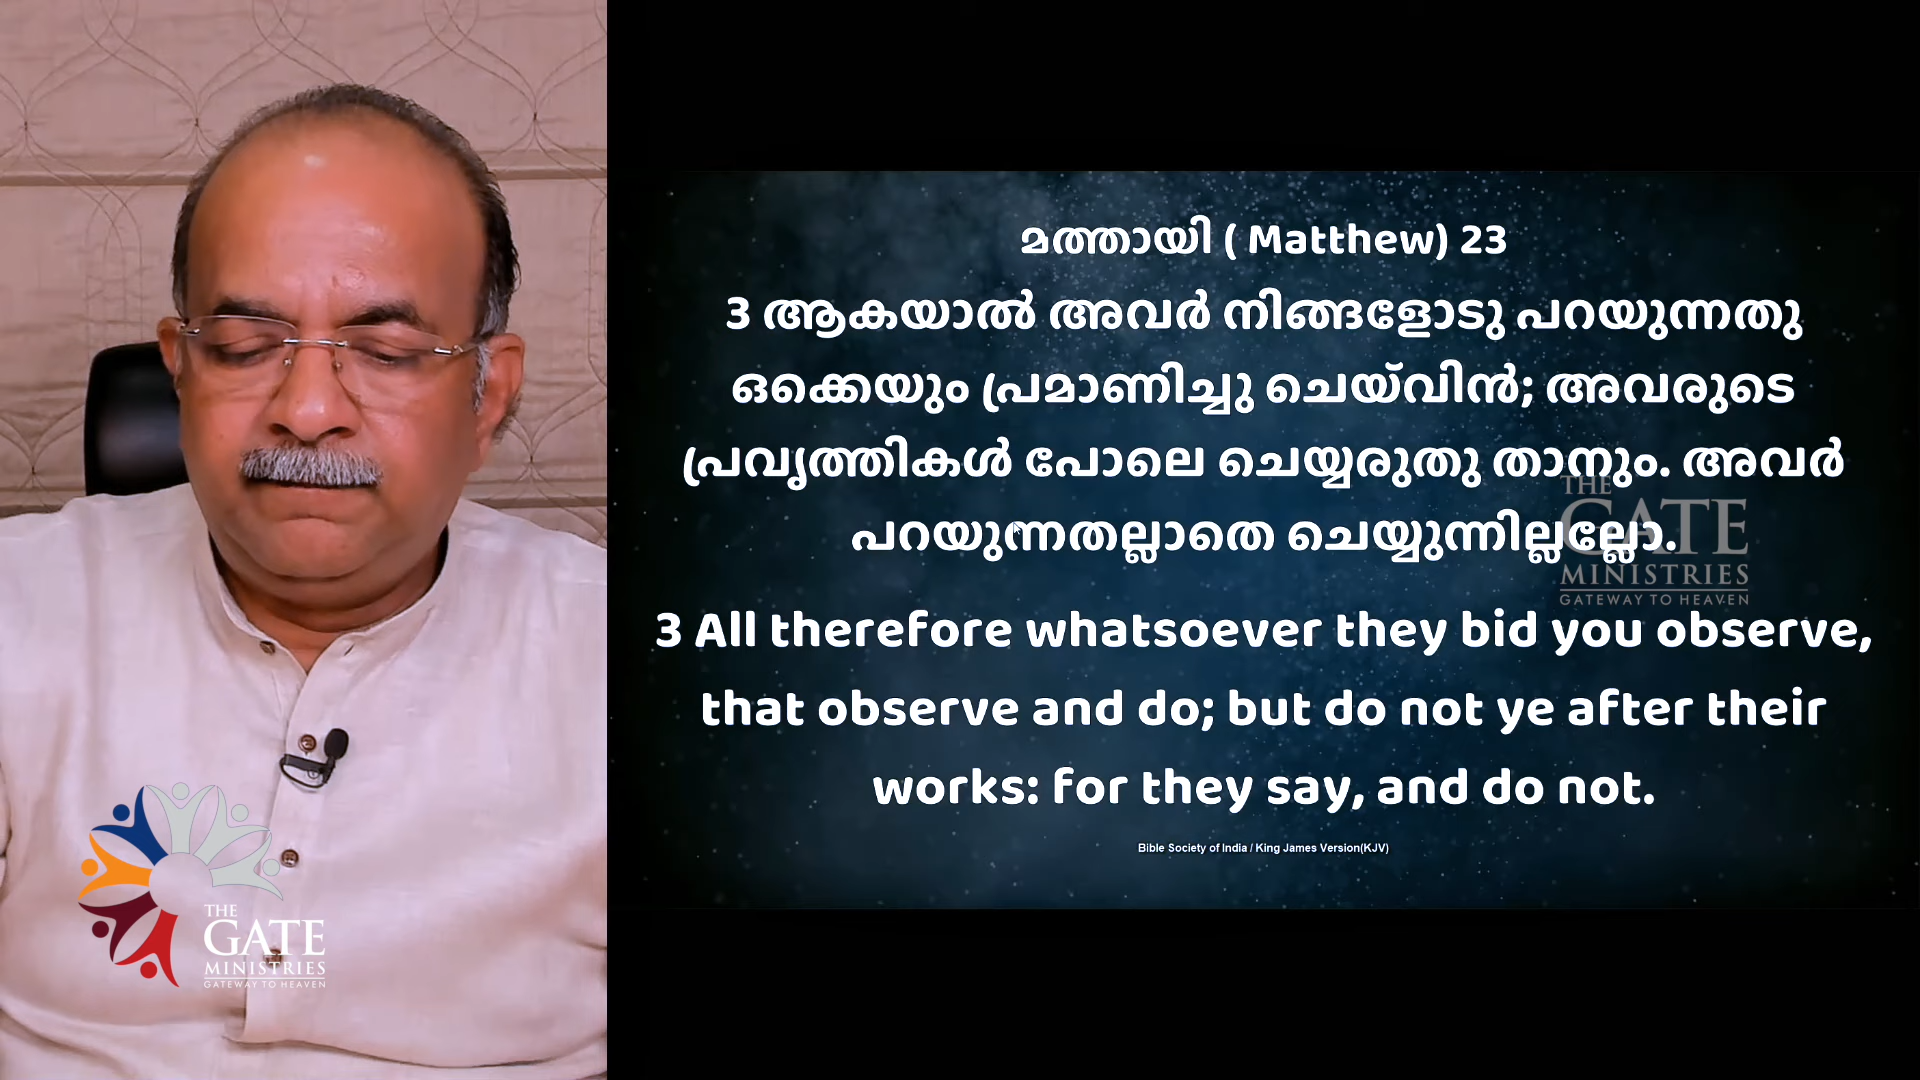 മത്തായി ( Matthew) 23
3 ആകയാൽ അവർ നിങ്ങളോടു പറയുന്നതു
ഒക്കെയും പ്രമാണിച്ചു ചെയ്‌വിൻ; അവരുടെ
പ്രവൃത്തികൾ പോലെ ചെയ്യരുതു താനും. അവർ
പറയുന്നതല്ലാതെ ചെയ്യുന്നില്ലല്ലോ.
THE
GATE
MINISTRIES
GATEWAY TO HEAVEN
3 All therefore whatsoever they bid you observe,
that observe and do; but do not ye after their
works: for they say, and do not.
Bible Society of India / King James Version(KJV)
THE
GATE
MINISTRIES
GATEWAY TO HEAVEN